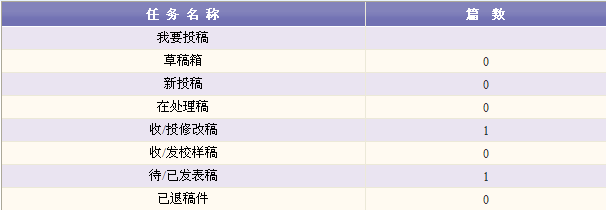 任 务 名 称 篇 数
我要投稿
草稿箱 0
新投稿 0
在处理稿 0
收/投修改稿 1
收/发校样稿 0
待/已发表稿 1
已退稿件 0